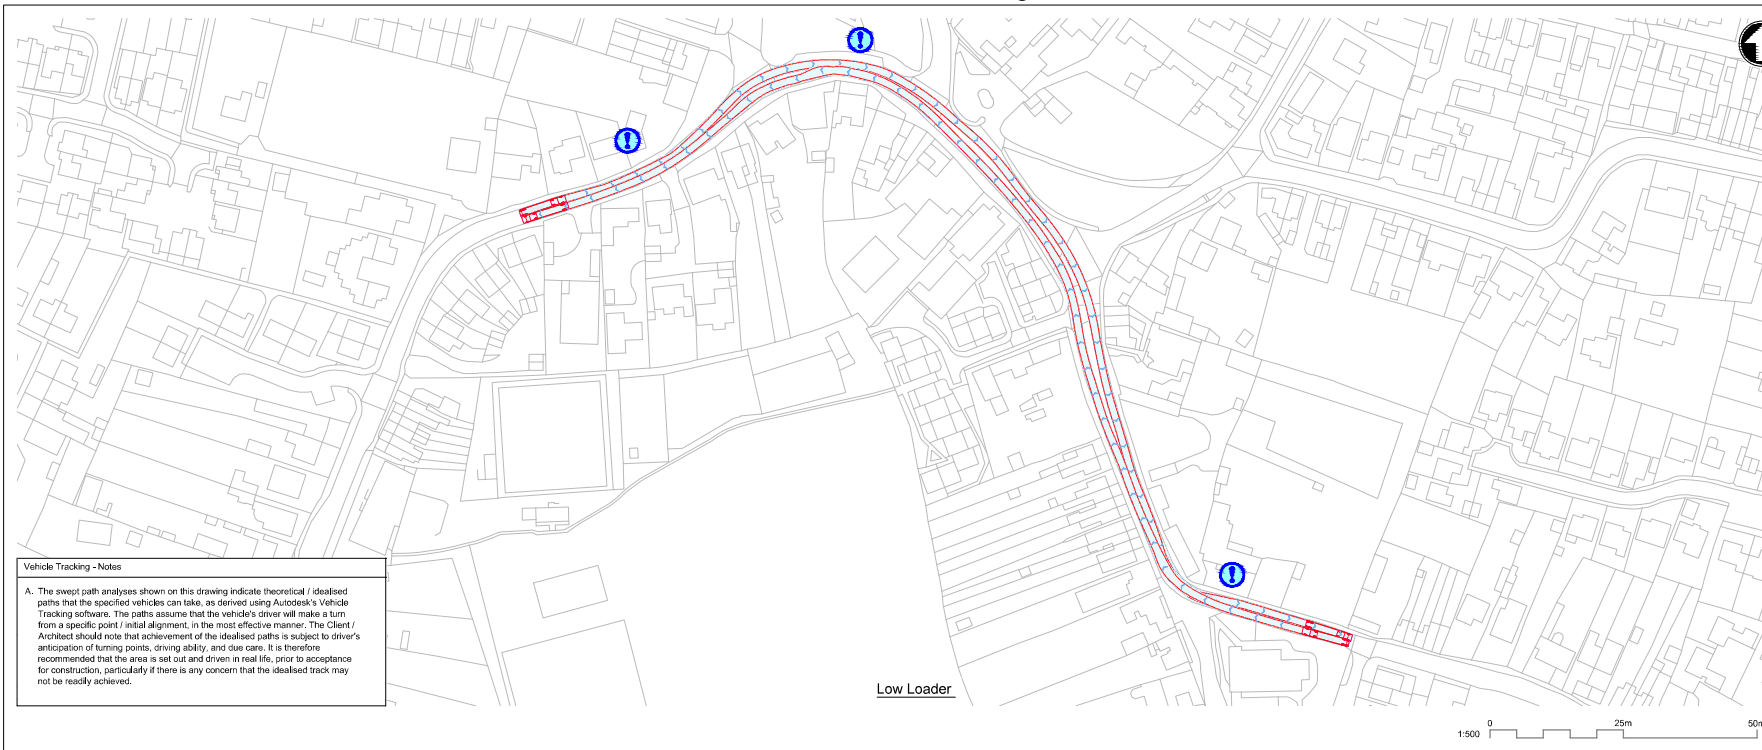 Vehicle Tracking - Notes
A. The swept path analyses shown on this drawing indicate theoretical / idealised
paths that the specified vehicles can take, as derived using Autodesk's Vehicle
Tracking software. The paths assume that the vehicle's driver will make a turn
from a specific point / initial alignment, in the most effective manner. The Client /
Architect should note that achievement of the idealised paths is subject to driver's
anticipation of turning points, driving ability, and due care. It is therefore
recommended that the area is set out and driven in real life, prior to acceptance
for construction, particularly if there is any concern that the idealised track may
not be readily achieved.
Low Loader
0 25m 50m
1:500